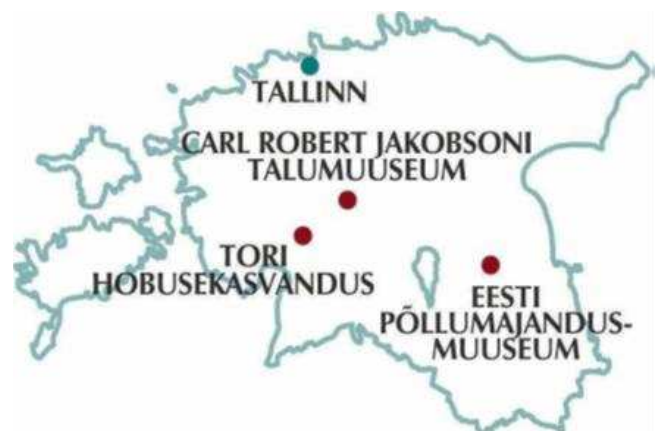 TALLINN
CARL ROBERT JAKOBSONI
TALUMUUSEUM
TORI
HOBUSEKASVANDUS
EESTI
PÕLLUMAJANDUS-
MUUSEUM